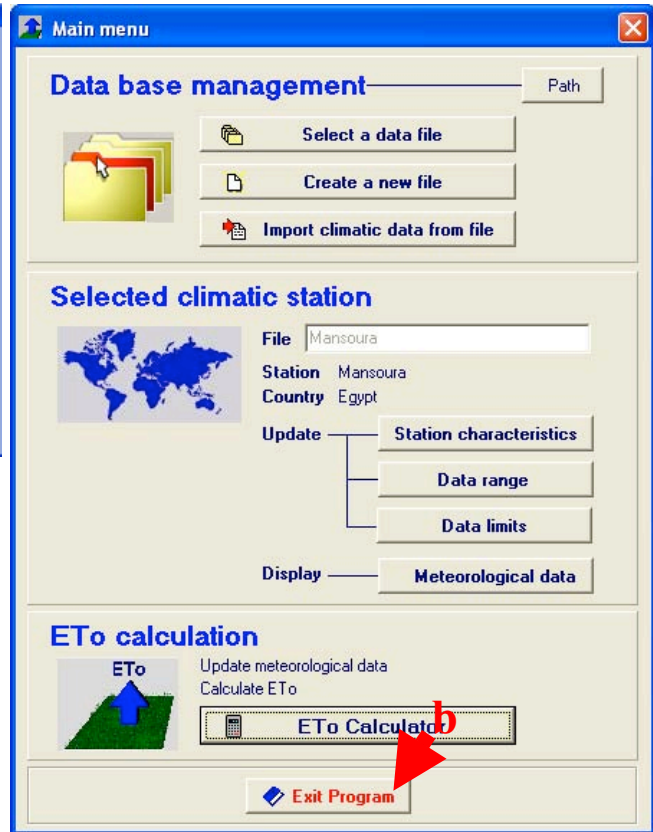 Main menu
Data base management
Path
Select a data file
Create a new file
Import climatic data from file
Selected climatic station
File Mansoura
Station Mansoura
Country Egypt
Update
Station characteristics
Data range
Data limits
Display
Meteorological data
ETo calculation
ETo
Update meteorological data
Calculate ETo
ETo Calculator
b
Exit Program